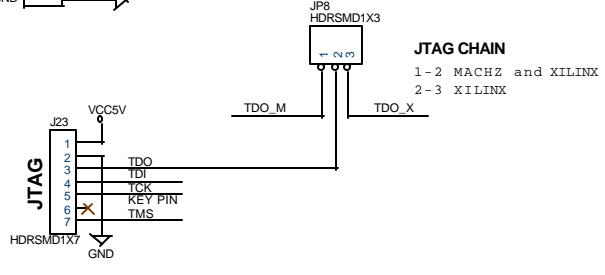 GND
JP8
HDRSMD1X3
1 2 3
JTAG CHAIN
1-2 MACHZ and XILINX
2-3 XILINX
TDO_M
TDO_X
VCC5V
J23
JTAG
1
2
3
4
5
6
7
TDO
TDI
TCK
KEY PIN
TMS
HDRSMD1X7
GND